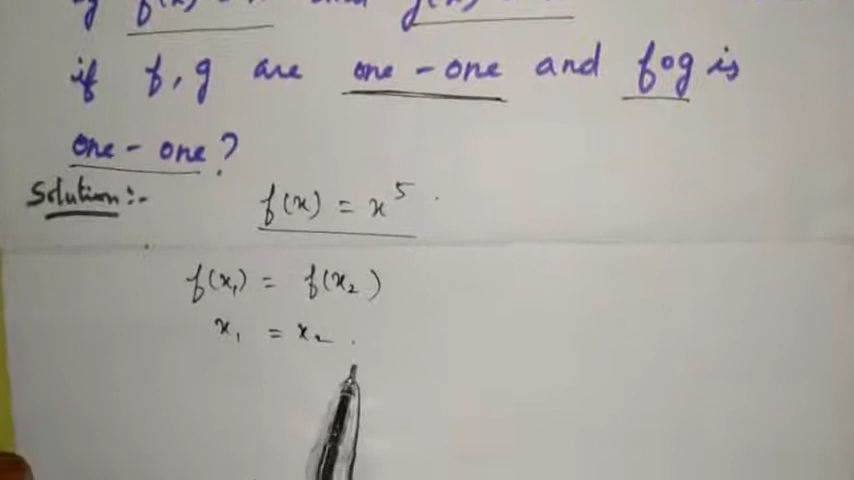 if f, g are one-one and fog is
one-one?
Solution:-
f(x) = x⁵
f(x₁) = f(x₂)
x₁ = x₂.